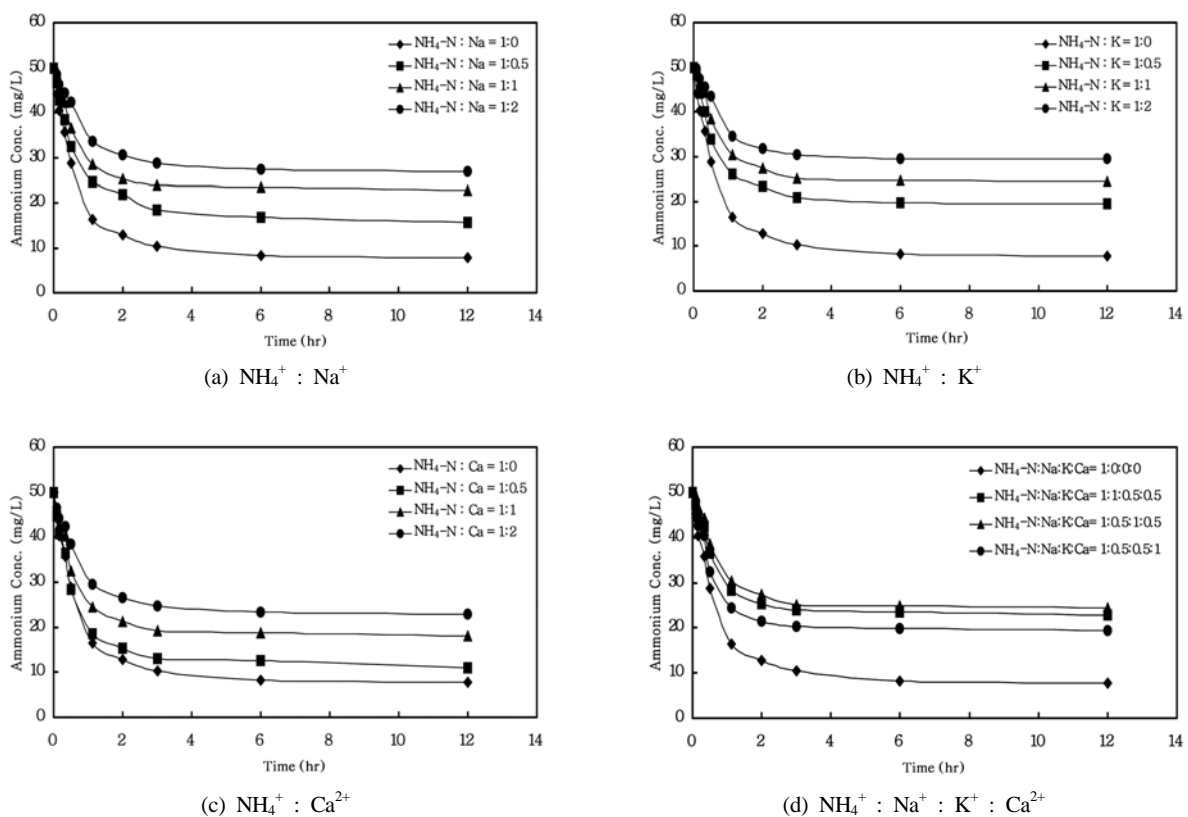 60
50
40
30
20
10
0
Ammonium Conc. (mg/L)
NH₄-N : Na = 1:0
NH₄-N : Na = 1:0.5
NH₄-N : Na = 1:1
NH₄-N : Na = 1:2
0 2 4 6 8 10 12 14
Time (hr)
(a) NH₄⁺ : Na⁺
60
50
40
30
20
10
0
Ammonium Conc. (mg/L)
NH₄-N : K = 1:0
NH₄-N : K = 1:0.5
NH₄-N : K = 1:1
NH₄-N : K = 1:2
0 2 4 6 8 10 12 14
Time (hr)
(b) NH₄⁺ : K⁺
60
50
40
30
20
10
0
Ammonium Conc. (mg/L)
NH₄-N : Ca = 1:0
NH₄-N : Ca = 1:0.5
NH₄-N : Ca = 1:1
NH₄-N : Ca = 1:2
0 2 4 6 8 10 12 14
Time (hr)
(c) NH₄⁺ : Ca²⁺
60
50
40
30
20
10
0
Ammonium Conc. (mg/L)
NH₄-N:Na:K:Ca= 1:0:0:0
NH₄-N:Na:K:Ca= 1:1:0.5:0.5
NH₄-N:Na:K:Ca= 1:0.5:1:0.5
NH₄-N:Na:K:Ca= 1:0.5:0.5:1
0 2 4 6 8 10 12 14
Time (hr)
(d) NH₄⁺ : Na⁺ : K⁺ : Ca²⁺